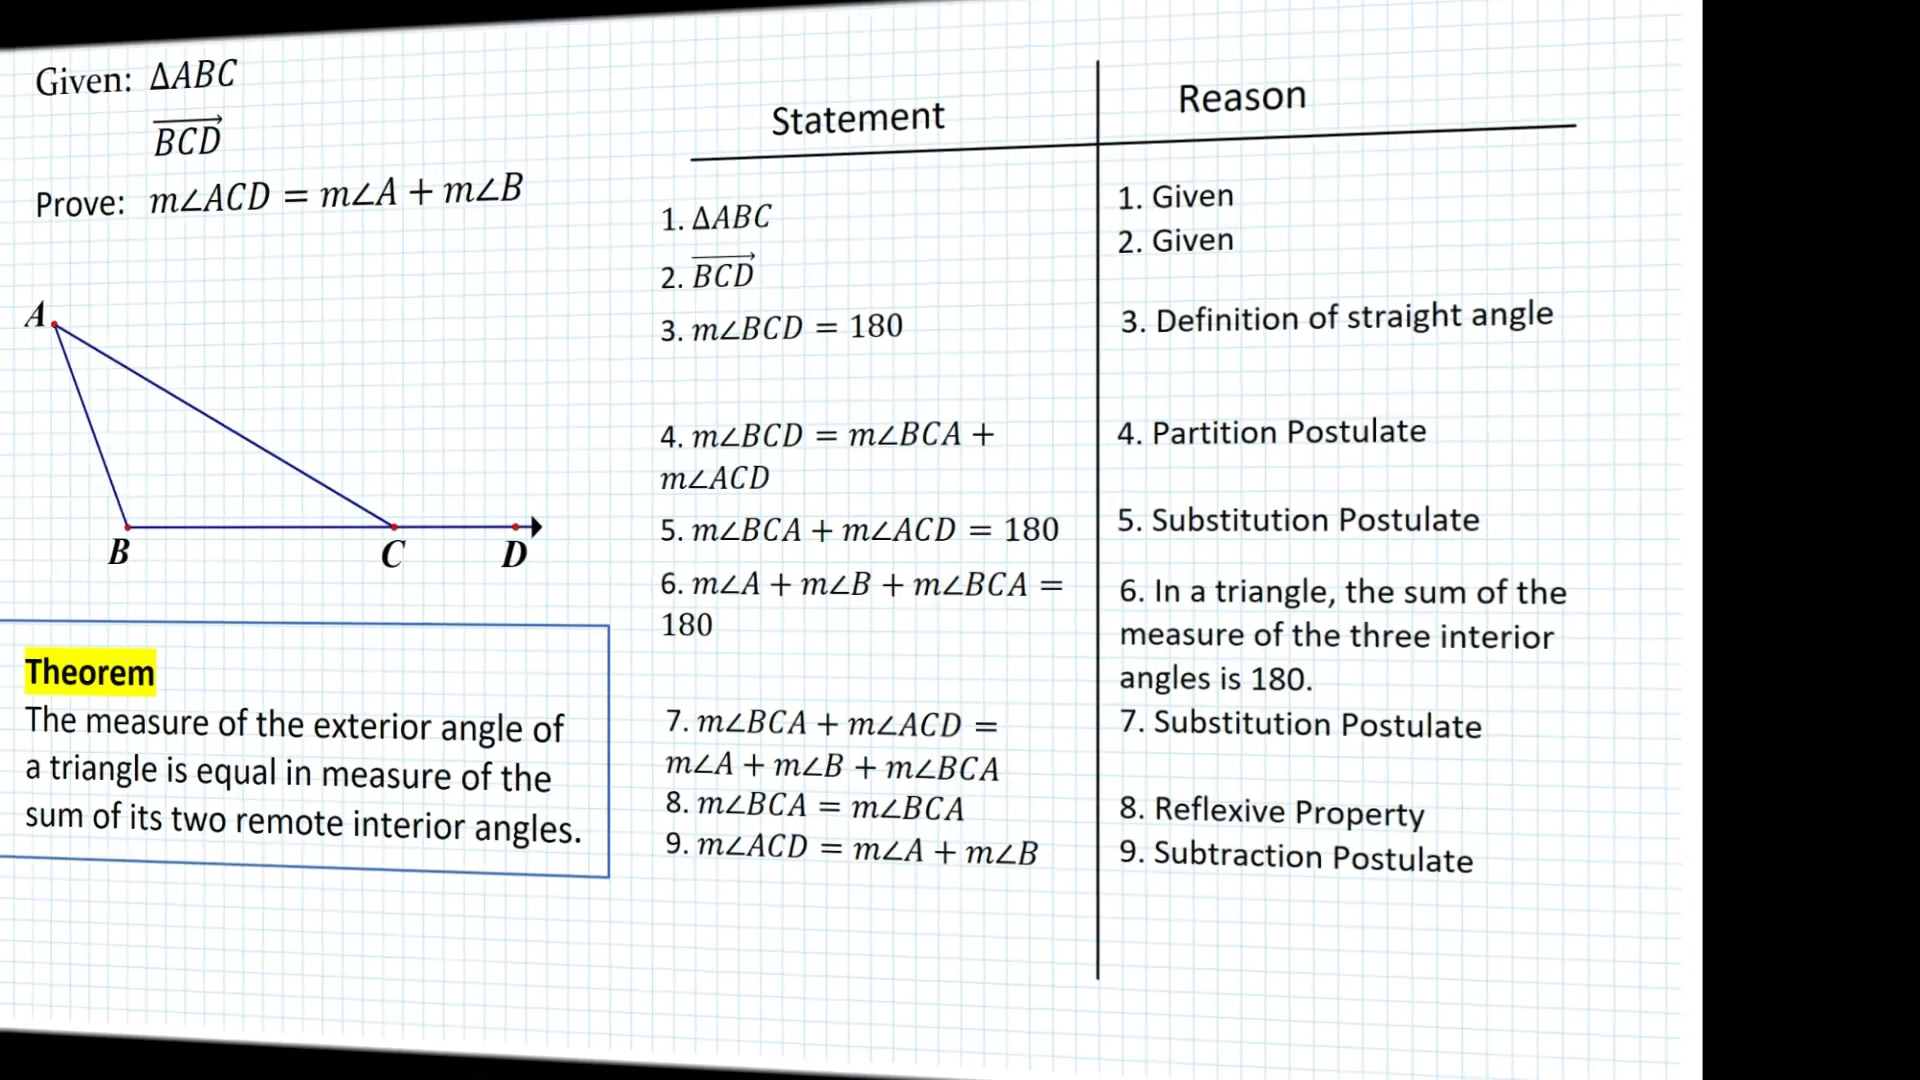 Given: ΔABC
BCD
Prove: m∠ACD = m∠A + m∠B
A
B
C
D
Theorem
The measure of the exterior angle of
a triangle is equal in measure of the
sum of its two remote interior angles.
Statement
1. ΔABC
2. BCD
3. m∠BCD = 180
4. m∠BCD = m∠BCA +
m∠ACD
5. m∠BCA + m∠ACD = 180
6. m∠A + m∠B + m∠BCA =
180
7. m∠BCA + m∠ACD =
m∠A + m∠B + m∠BCA
8. m∠BCA = m∠BCA
9. m∠ACD = m∠A + m∠B
Reason
1. Given
2. Given
3. Definition of straight angle
4. Partition Postulate
5. Substitution Postulate
6. In a triangle, the sum of the
measure of the three interior
angles is 180.
7. Substitution Postulate
8. Reflexive Property
9. Subtraction Postulate